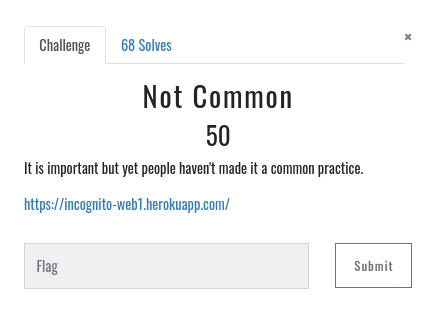 Challenge
68 Solves
×
Not Common
50
It is important but yet people haven't made it a common practice.
https://incognito-web1.herokuapp.com/
Flag
Submit